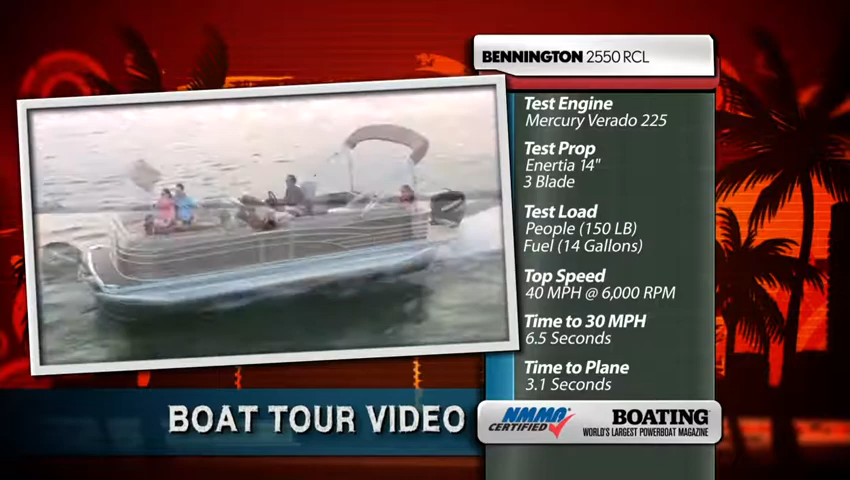 BENNINGTON 2550 RCL
Test Engine
Mercury Verado 225
Test Prop
Enertia 14"
3 Blade
Test Load
People (150 LB)
Fuel (14 Gallons)
Top Speed
40 MPH @ 6,000 RPM
Time to 30 MPH
6.5 Seconds
Time to Plane
3.1 Seconds
BOAT TOUR VIDEO
NMMA
CERTIFIED
BOATING
WORLD'S LARGEST POWERBOAT MAGAZINE